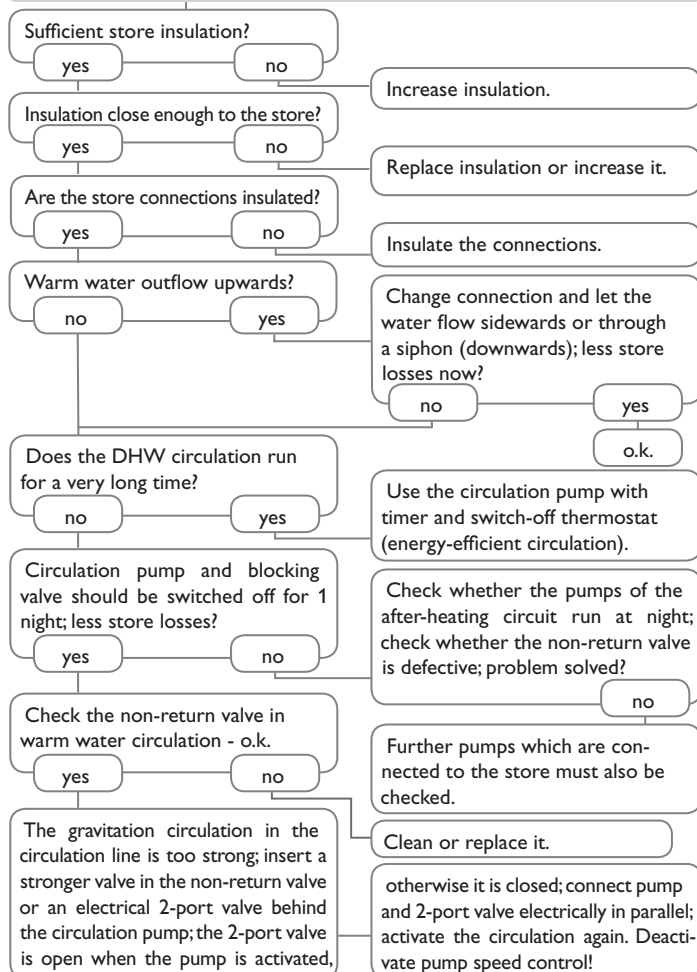 Sufficient store insulation?
yes
no
Increase insulation.
Insulation close enough to the store?
yes
no
Replace insulation or increase it.
Are the store connections insulated?
yes
no
Insulate the connections.
Warm water outflow upwards?
no
yes
Change connection and let the
water flow sidewards or through
a siphon (downwards); less store
losses now?
no
yes
o.k.
Does the DHW circulation run
for a very long time?
no
yes
Use the circulation pump with
timer and switch-off thermostat
(energy-efficient circulation).
Circulation pump and blocking
valve should be switched off for 1
night; less store losses?
yes
no
Check whether the pumps of the
after-heating circuit run at night;
check whether the non-return valve
is defective; problem solved?
no
Further pumps which are con-
nected to the store must also be
checked.
Check the non-return valve in
warm water circulation - o.k.
yes
no
Clean or replace it.
The gravitation circulation in the
circulation line is too strong; insert a
stronger valve in the non-return valve
or an electrical 2-port valve behind
the circulation pump; the 2-port valve
is open when the pump is activated,
otherwise it is closed; connect pump
and 2-port valve electrically in parallel;
activate the circulation again. Deacti-
vate pump speed control!